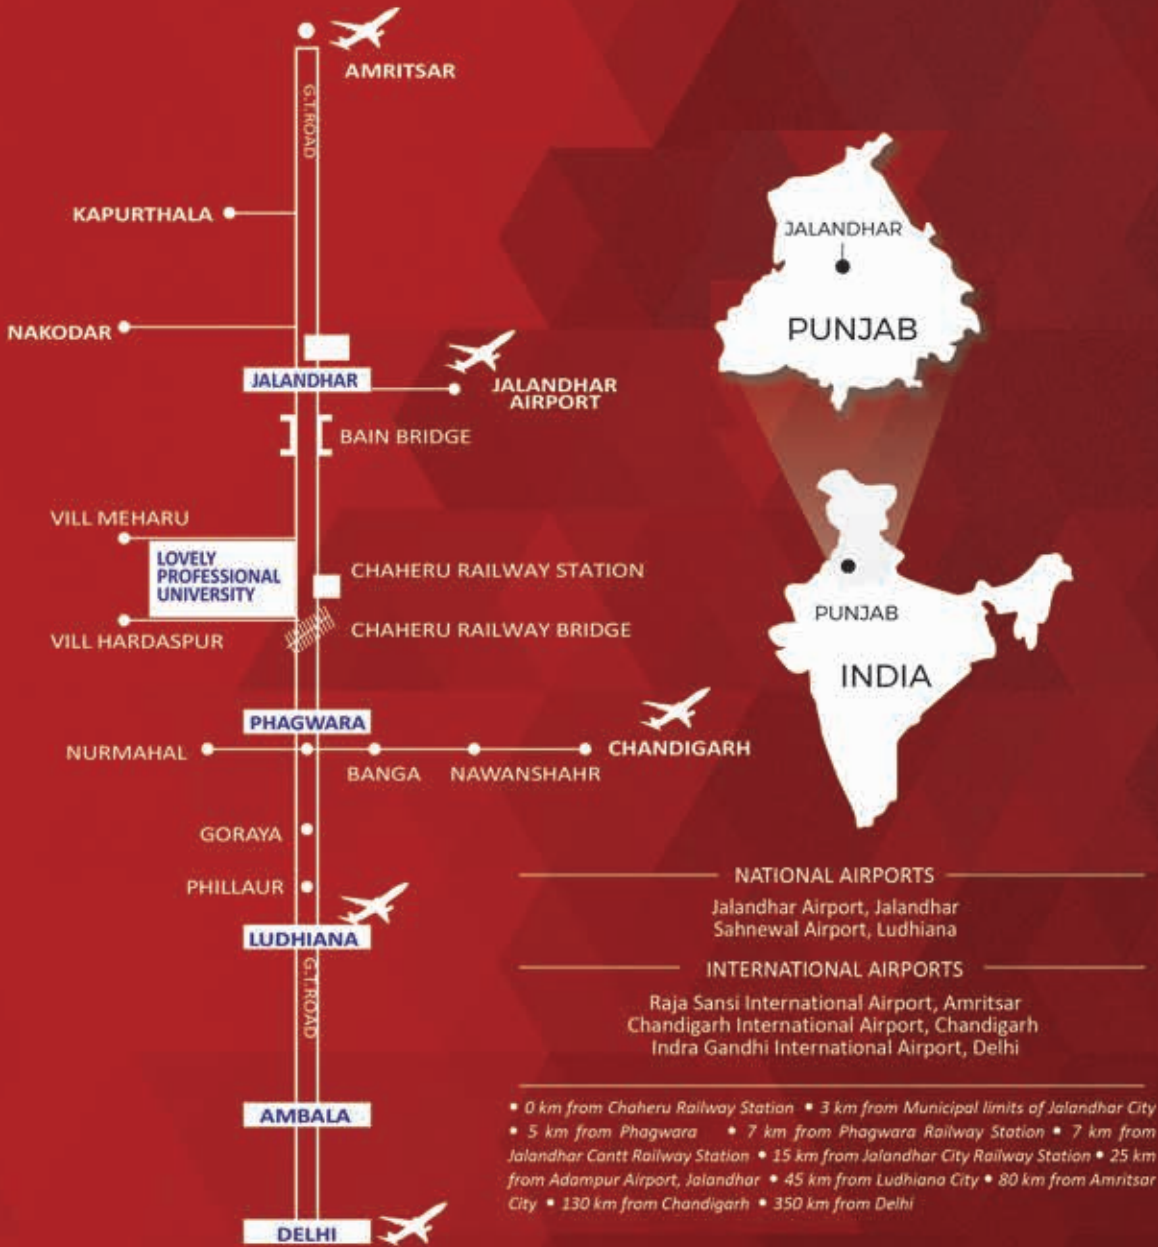 AMRITSAR
G.T.ROAD
KAPURTHALA
NAKODAR
JALANDHAR
JALANDHAR
AIRPORT
BAIN BRIDGE
VILL MEHARU
LOVELY
PROFESSIONAL
UNIVERSITY
CHAHERU RAILWAY STATION
VILL HARDASPUR
CHAHERU RAILWAY BRIDGE
PHAGWARA
NURMAHAL
BANGA
NAWANSHAHR
CHANDIGARH
GORAYA
PHILLAUR
LUDHIANA
G.T.ROAD
AMBALA
DELHI
JALANDHAR
PUNJAB
PUNJAB
INDIA
NATIONAL AIRPORTS
Jalandhar Airport, Jalandhar
Sahnewal Airport, Ludhiana
INTERNATIONAL AIRPORTS
Raja Sansi International Airport, Amritsar
Chandigarh International Airport, Chandigarh
Indra Gandhi International Airport, Delhi
• 0 km from Chaheru Railway Station • 3 km from Municipal limits of Jalandhar City
• 5 km from Phagwara • 7 km from Phagwara Railway Station • 7 km from
Jalandhar Cantt Railway Station • 15 km from Jalandhar City Railway Station • 25 km
from Adampur Airport, Jalandhar • 45 km from Ludhiana City • 80 km from Amritsar
City • 130 km from Chandigarh • 350 km from Delhi